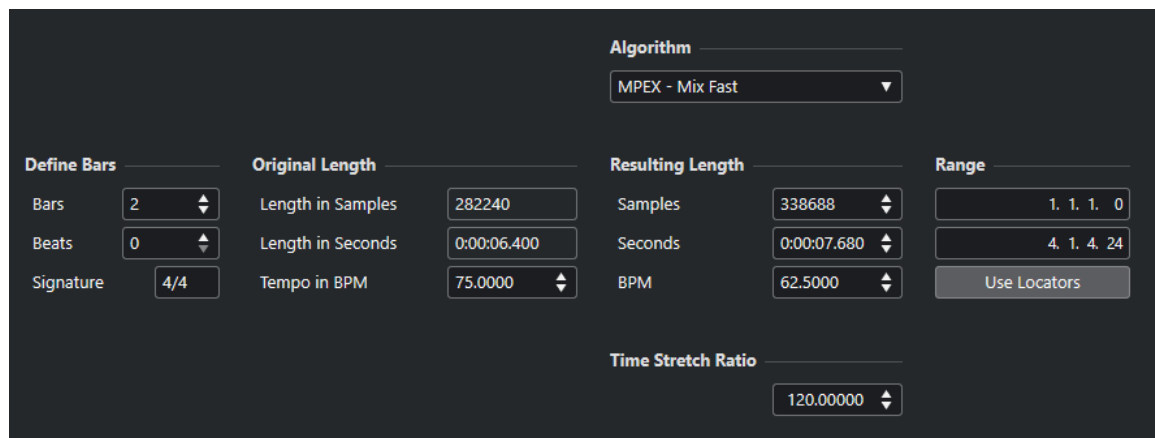 Algorithm
MPEX - Mix Fast
Define Bars Original Length Resulting Length Range
Bars 2 Length in Samples 282240 Samples 338688 1. 1. 1. 0
Beats 0 Length in Seconds 0:00:06.400 Seconds 0:00:07.680 4. 1. 4. 24
Signature 4/4 Tempo in BPM 75.0000 BPM 62.5000 Use Locators
Time Stretch Ratio
120.00000